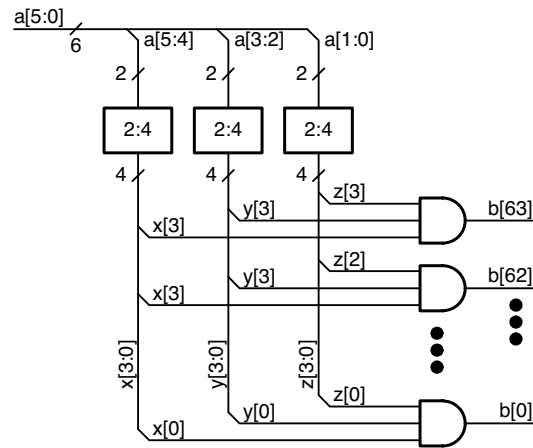 a[5:0]
6
a[5:4]
a[3:2]
a[1:0]
2
2
2
2:4
2:4
2:4
4
4
4
z[3]
y[3]
x[3]
b[63]
z[2]
y[3]
x[3]
b[62]
x[3:0]
y[3:0]
z[3:0]
z[0]
y[0]
x[0]
b[0]